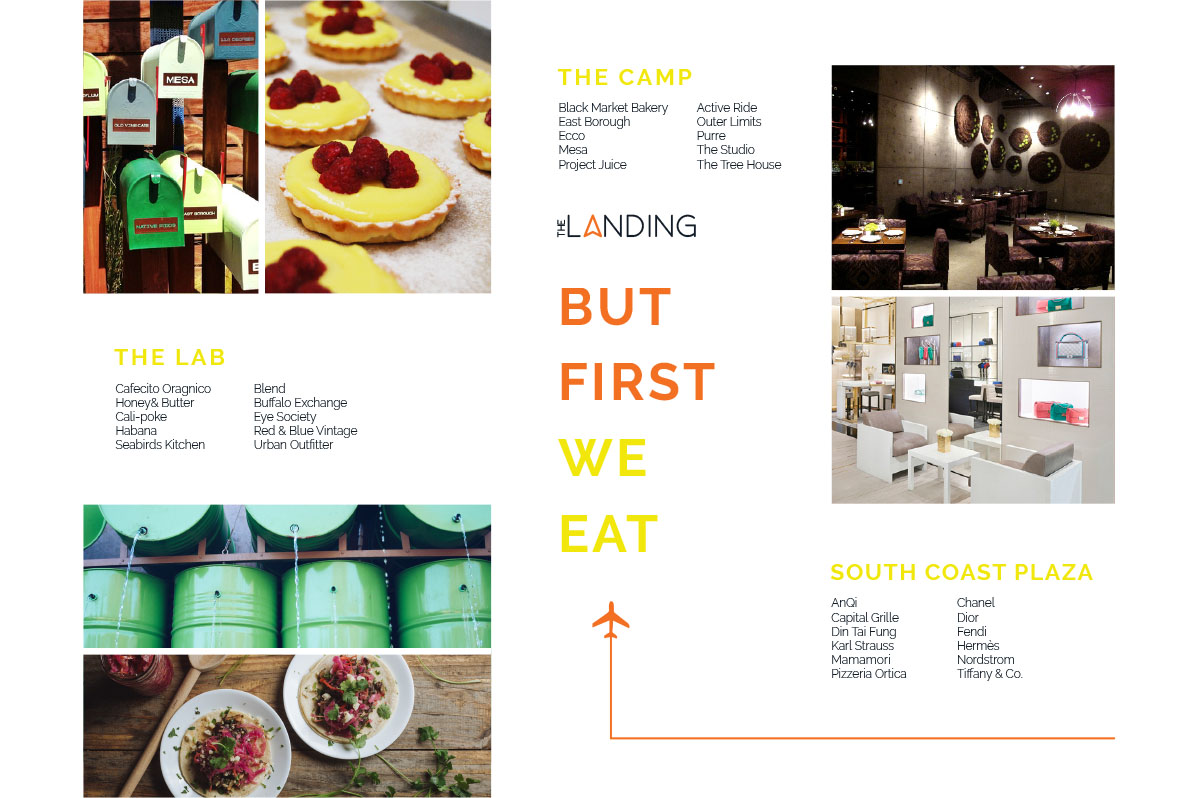 LLA DESIGNS
MESA
OLD VINE CAFE
NATIVE FOODS
THE CAMP
Black Market Bakery
East Borough
Ecco
Mesa
Project Juice
Active Ride
Outer Limits
Purre
The Studio
The Tree House
THE LANDING
BUT
FIRST
WE
EAT
THE LAB
Cafecito Oragnico
Honey& Butter
Cali-poke
Habana
Seabirds Kitchen
Blend
Buffalo Exchange
Eye Society
Red & Blue Vintage
Urban Outfitter
SOUTH COAST PLAZA
AnQi
Capital Grille
Din Tai Fung
Karl Strauss
Mamamori
Pizzeria Ortica
Chanel
Dior
Fendi
Hermès
Nordstrom
Tiffany & Co.